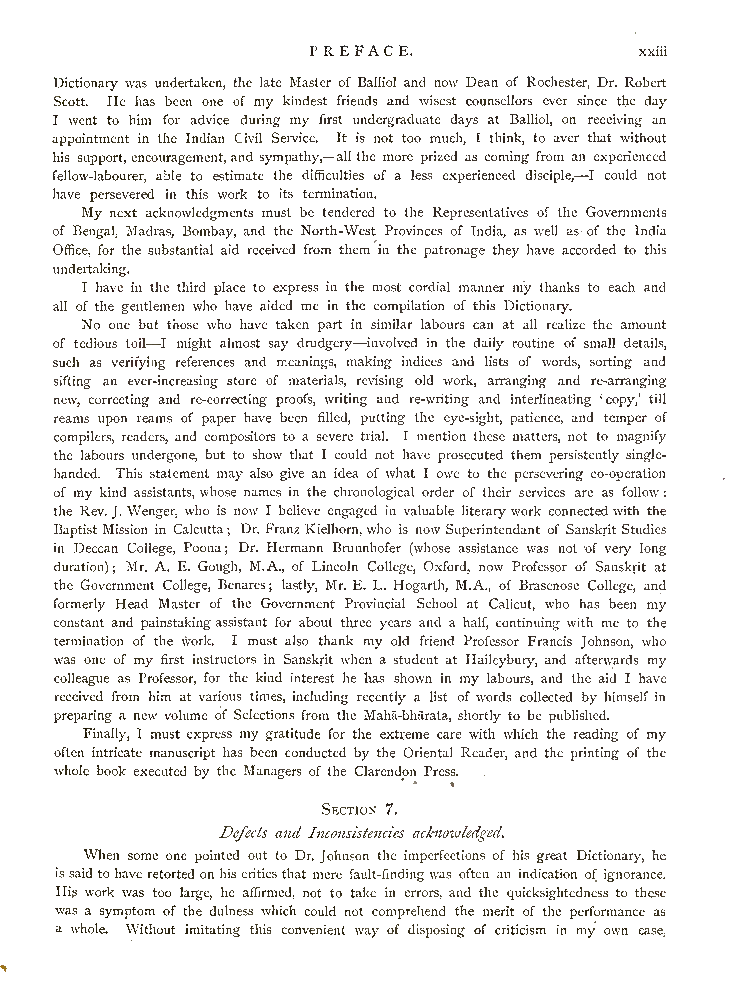 PREFACE. xxiii
Dictionary was undertaken, the late Master of Balliol and now Dean of Rochester, Dr. Robert
Scott. He has been one of my kindest friends and wisest counsellors ever since the day
I went to him for advice during my first undergraduate days at Balliol, on receiving an
appointment in the Indian Civil Service. It is not too much, I think, to aver that without
his support, encouragement, and sympathy,—all the more prized as coming from an experienced
fellow-labourer, able to estimate the difficulties of a less experienced disciple,—I could not
have persevered in this work to its termination.
My next acknowledgments must be tendered to the Representatives of the Governments
of Bengal, Madras, Bombay, and the North-West Provinces of India, as well as of the India
Office, for the substantial aid received from them in the patronage they have accorded to this
undertaking.
I have in the third place to express in the most cordial manner my thanks to each and
all of the gentlemen who have aided me in the compilation of this Dictionary.
No one but those who have taken part in similar labours can at all realize the amount
of tedious toil—I might almost say drudgery—involved in the daily routine of small details,
such as verifying references and meanings, making indices and lists of words, sorting and
sifting an ever-increasing store of materials, revising old work, arranging and re-arranging
new, correcting and re-correcting proofs, writing and re-writing and interlineating ‘copy,’ till
reams upon reams of paper have been filled, putting the eye-sight, patience, and temper of
compilers, readers, and compositors to a severe trial. I mention these matters, not to magnify
the labours undergone, but to show that I could not have prosecuted them persistently single-
handed. This statement may also give an idea of what I owe to the persevering co-operation
of my kind assistants, whose names in the chronological order of their services are as follow:
the Rev. J. Wenger, who is now I believe engaged in valuable literary work connected with the
Baptist Mission in Calcutta; Dr. Franz Kielhorn, who is now Superintendant of Sanskrit Studies
in Deccan College, Poona; Dr. Hermann Brunnhofer (whose assistance was not of very long
duration); Mr. A. E. Gough, M.A., of Lincoln College, Oxford, now Professor of Sanskṛit at
the Government College, Benares; lastly, Mr. E. L. Hogarth, M.A., of Brasenose College, and
formerly Head Master of the Government Provincial School at Calicut, who has been my
constant and painstaking assistant for about three years and a half, continuing with me to the
termination of the work. I must also thank my old friend Professor Francis Johnson, who
was one of my first instructors in Sanskṛit when a student at Haileybury, and afterwards my
colleague as Professor, for the kind interest he has shown in my labours, and the aid I have
received from him at various times, including recently a list of words collected by himself in
preparing a new volume of Selections from the Mahā-bhārata, shortly to be published.
Finally, I must express my gratitude for the extreme care with which the reading of my
often intricate manuscript has been conducted by the Oriental Reader, and the printing of the
whole book executed by the Managers of the Clarendon Press.
SECTION 7.
Defects and Inconsistencies acknowledged.
When some one pointed out to Dr. Johnson the imperfections of his great Dictionary, he
is said to have retorted on his critics that mere fault-finding was often an indication of ignorance.
His work was too large, he affirmed, not to take in errors, and the quicksightedness to these
was a symptom of the dulness which could not comprehend the merit of the performance as
a whole. Without imitating this convenient way of disposing of criticism in my own case,